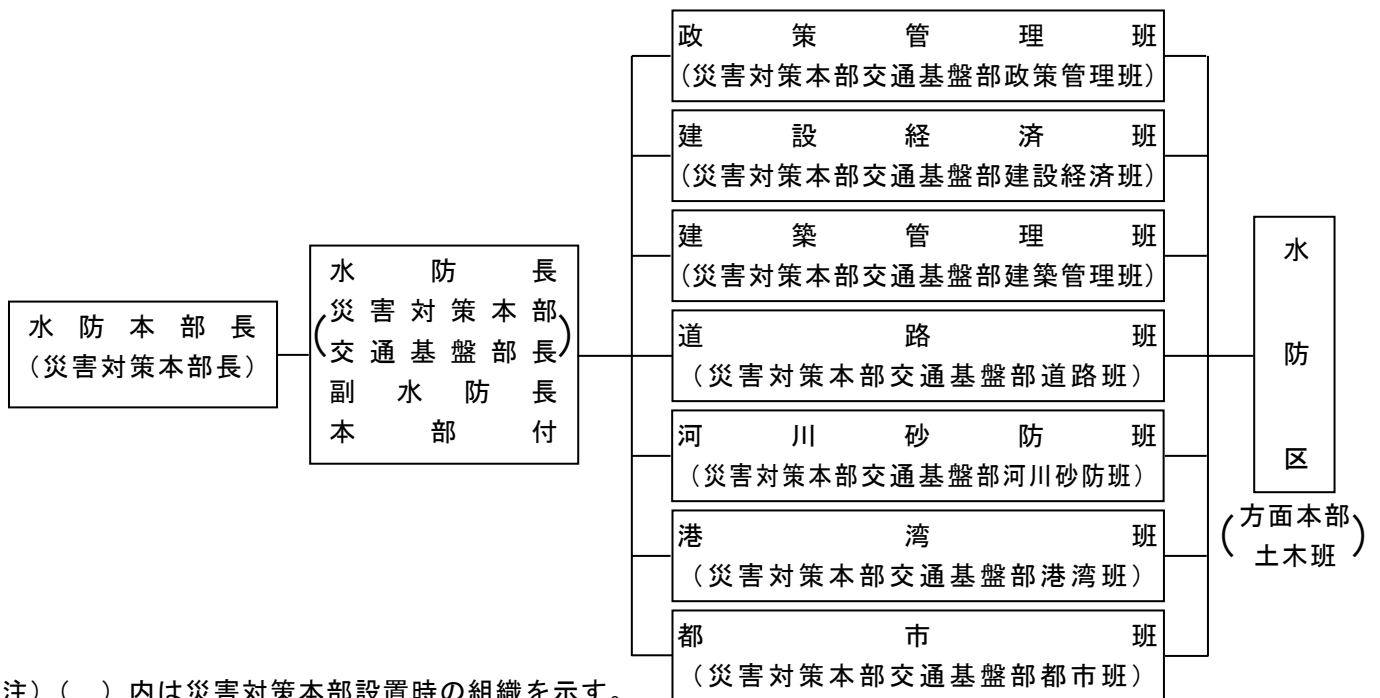 水防本部長
（災害対策本部長）
水防長
（災害対策本部
交通基盤部長）
副水防長
本部付
政策管理班
（災害対策本部交通基盤部政策管理班）
建設経済班
（災害対策本部交通基盤部建設経済班）
建築管理班
（災害対策本部交通基盤部建築管理班）
道路班
（災害対策本部交通基盤部道路班）
河川砂防班
（災害対策本部交通基盤部河川砂防班）
港湾班
（災害対策本部交通基盤部港湾班）
都市班
（災害対策本部交通基盤部都市班）
水防区
（方面本部
土木班）
注）（　）内は災害対策本部設置時の組織を示す。